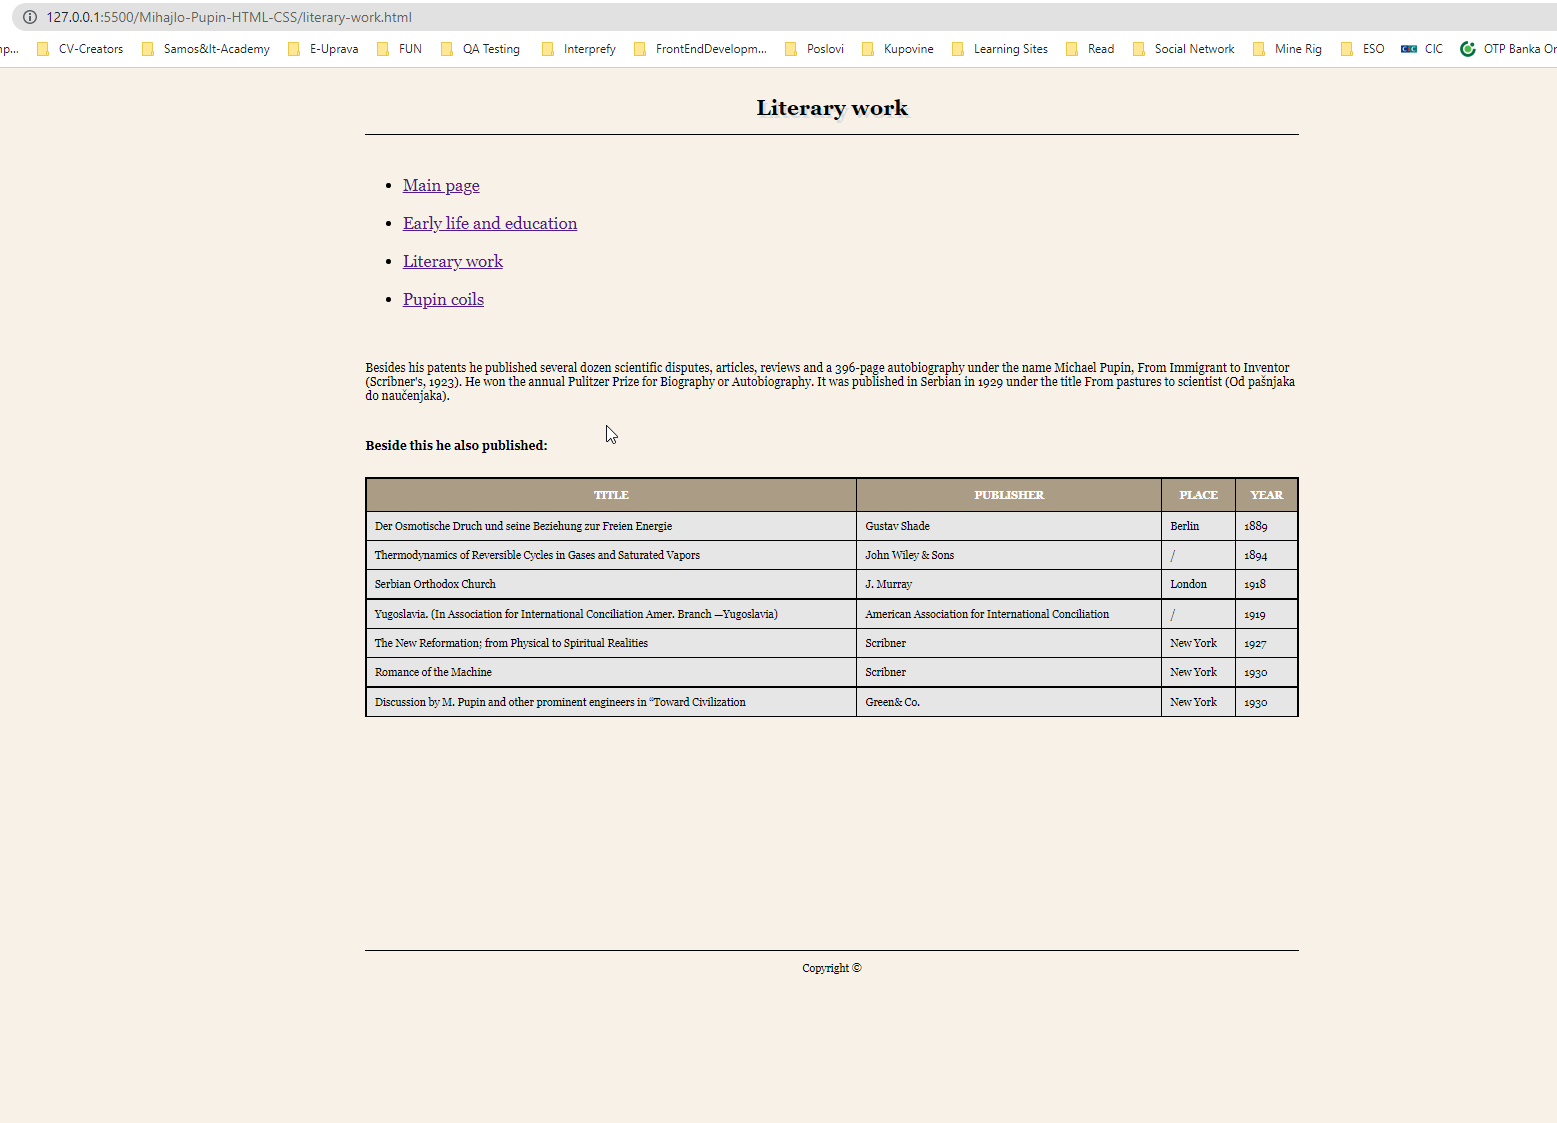 127.0.0.1:5500/Mihajlo-Pupin-HTML-CSS/literary-work.html
CV-Creators Samos&It-Academy E-Uprava FUN QA Testing Interprefy FrontEndDevelopm... Poslovi Kupovine Learning Sites Read Social Network Mine Rig ESO CIC OTP Banka
Literary work
Main page
Early life and education
Literary work
Pupin coils
Besides his patents he published several dozen scientific disputes, articles, reviews and a 396-page autobiography under the name Michael Pupin, From Immigrant to Inventor
(Scribner's, 1923). He won the annual Pulitzer Prize for Biography or Autobiography. It was published in Serbian in 1929 under the title From pastures to scientist (Od pašnjaka
do naučenjaka).
Beside this he also published:
TITLE PUBLISHER PLACE YEAR
Der Osmotische Druch und seine Beziehung zur Freien Energie Gustav Shade Berlin 1889
Thermodynamics of Reversible Cycles in Gases and Saturated Vapors John Wiley & Sons / 1894
Serbian Orthodox Church J. Murray London 1918
Yugoslavia. (In Association for International Conciliation Amer. Branch —Yugoslavia) American Association for International Conciliation / 1919
The New Reformation; from Physical to Spiritual Realities Scribner New York 1927
Romance of the Machine Scribner New York 1930
Discussion by M. Pupin and other prominent engineers in “Toward Civilization Green& Co. New York 1930
Copyright ©